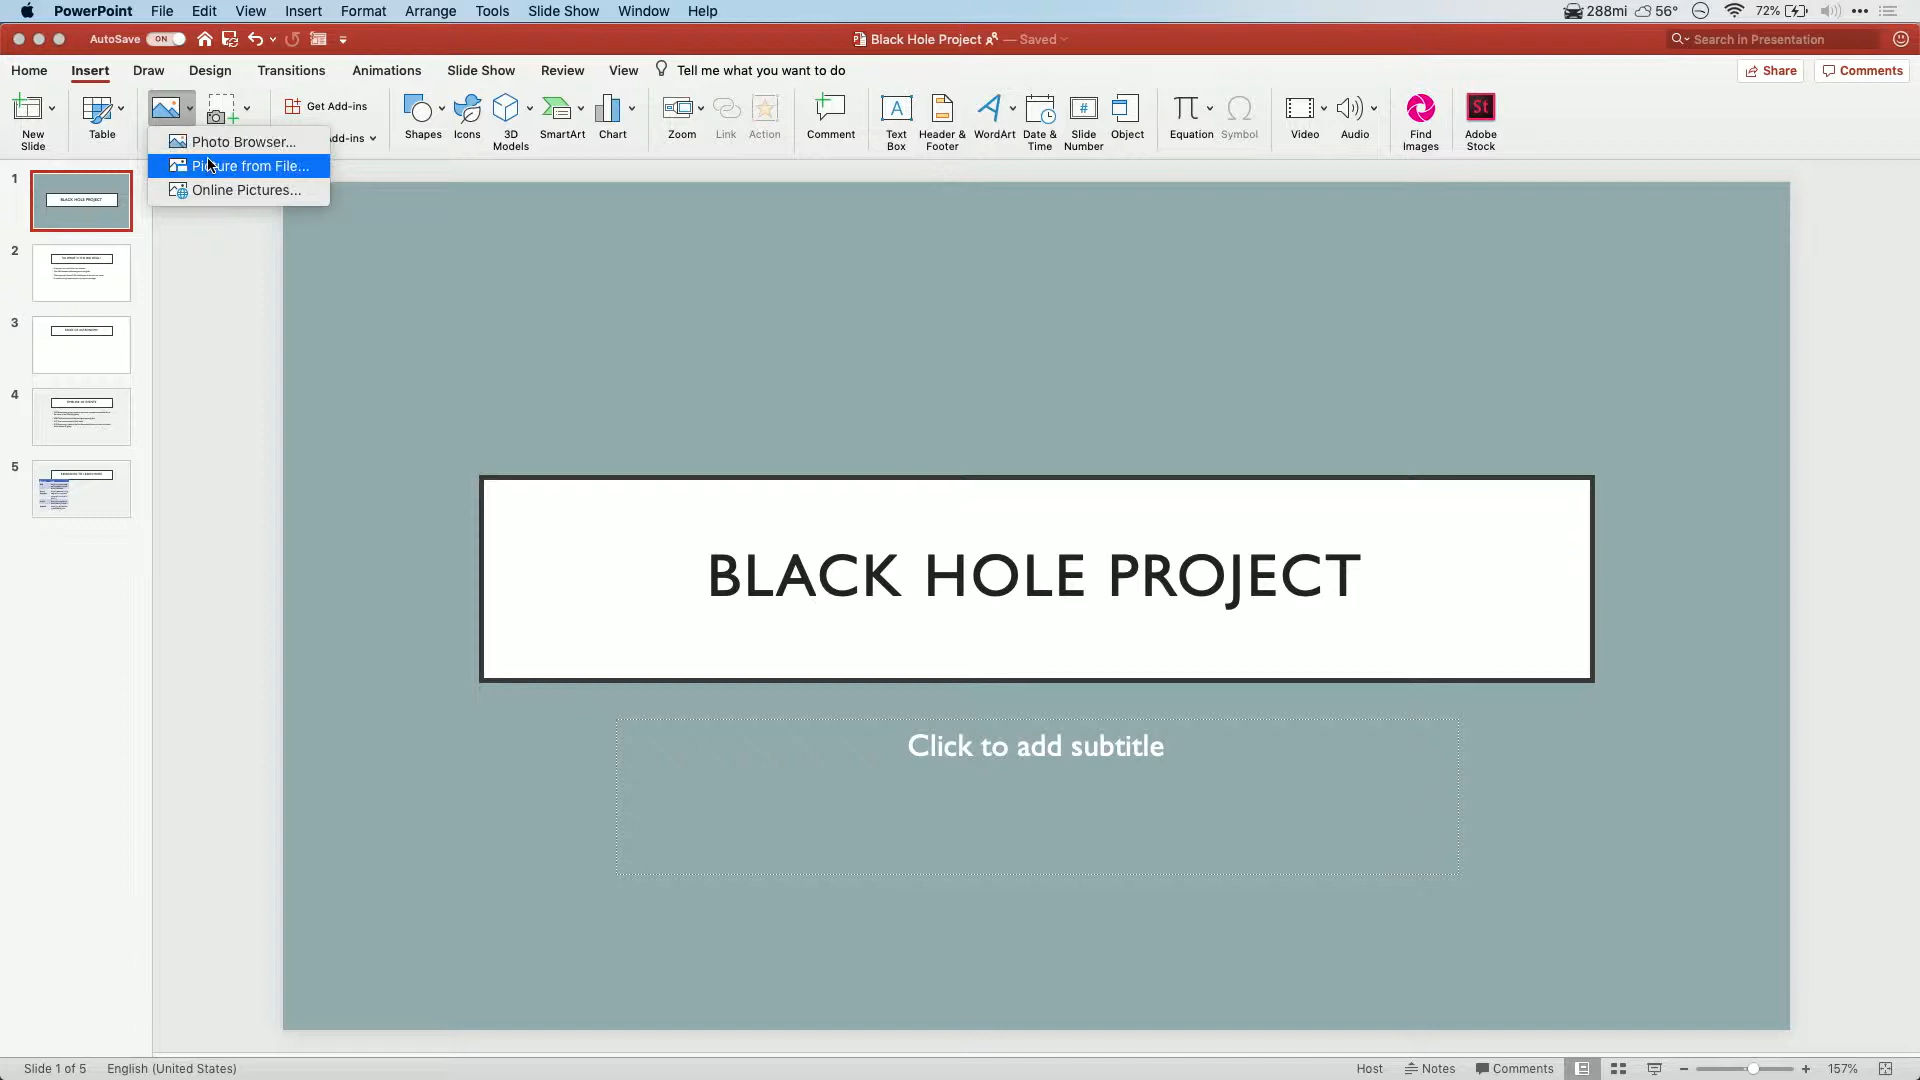 PowerPoint File Edit View Insert Format Arrange Tools Slide Show Window Help 288mi 56° 72%
AutoSave ON Black Hole Project — Saved Search in Presentation
Home Insert Draw Design Transitions Animations Slide Show Review View Tell me what you want to do Share Comments
New Slide
Table
Get Add-ins
Shapes
Icons
3D Models
SmartArt
Chart
Zoom
Link
Action
Comment
Text Box
Header & Footer
WordArt
Date & Time
Slide Number
Object
Equation
Symbol
Video
Audio
Find Images
St
Adobe Stock
Photo Browser...
Picture from File...
Online Pictures...
1
BLACK HOLE PROJECT
2
3
4
5
BLACK HOLE PROJECT
Click to add subtitle
Slide 1 of 5 English (United States) Host Notes Comments 157%